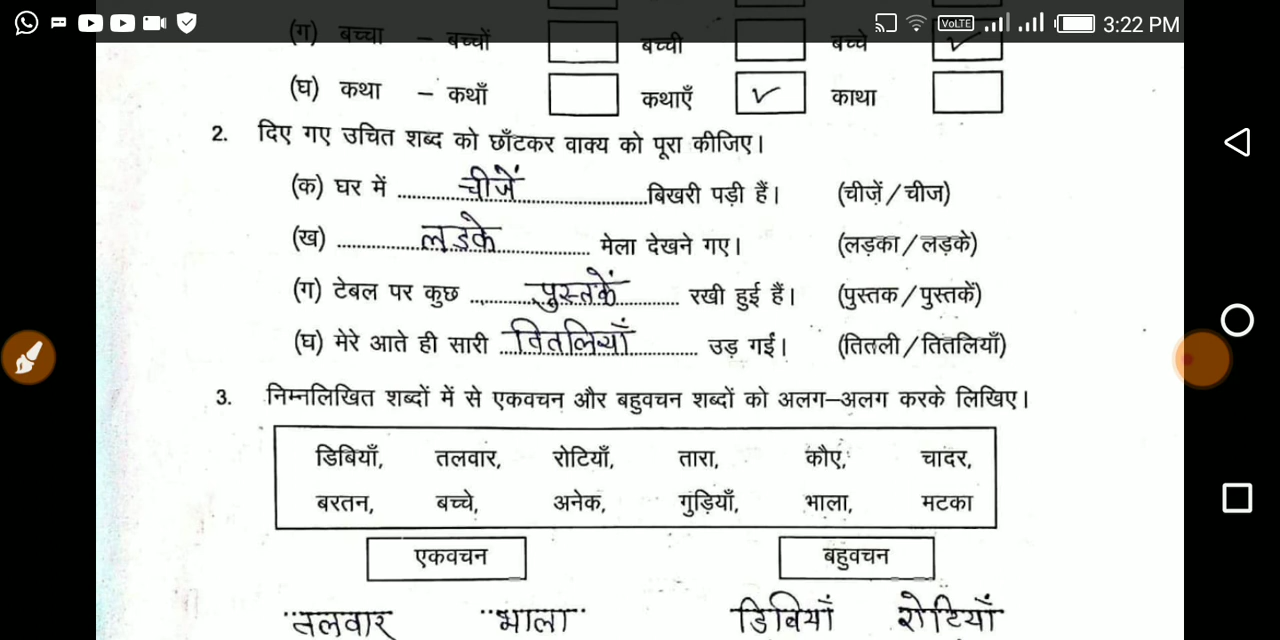 VoLTE 3:22 PM
(ग) बच्चा – बच्चों बच्ची बच्चे ✓
(घ) कथा – कथाँ कथाएँ ✓ काथा
2. दिए गए उचित शब्द को छाँटकर वाक्य को पूरा कीजिए।
(क) घर में चीजें बिखरी पड़ी हैं। (चीज़ें / चीज)
(ख) लडके मेला देखने गए। (लड़का / लड़के)
(ग) टेबल पर कुछ पुस्तकें रखी हुई हैं। (पुस्तक / पुस्तकें)
(घ) मेरे आते ही सारी तितलियाँ उड़ गईं। (तितली / तितलियाँ)
3. निम्नलिखित शब्दों में से एकवचन और बहुवचन शब्दों को अलग–अलग करके लिखिए।
डिबियाँ, तलवार, रोटियाँ, तारा, कौए, चादर,
बरतन, बच्चे, अनेक, गुड़ियाँ, भाला, मटका
एकवचन बहुवचन
तलवार भाला डिबियाँ रोटियाँ